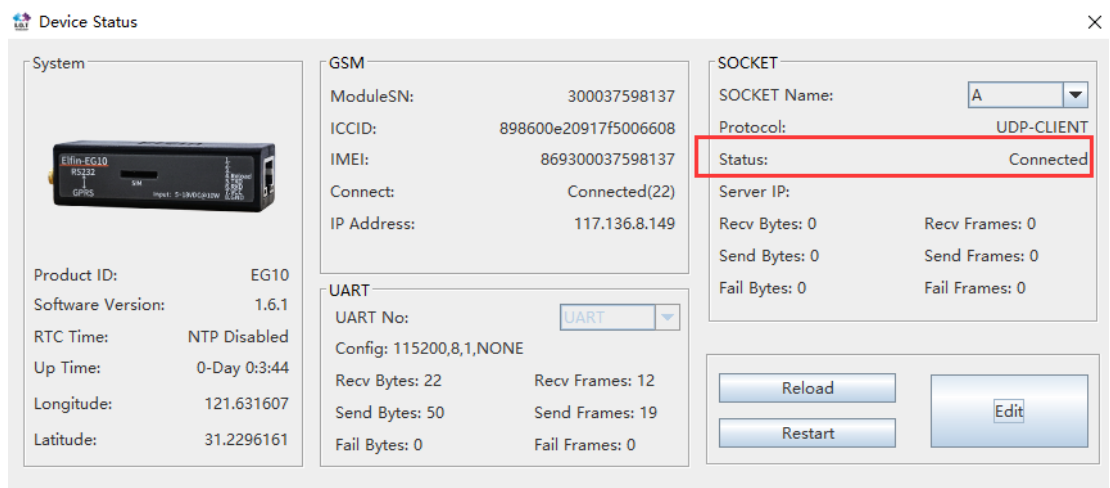 Device Status
System
Elfin-EG10
RS232
GPRS
SIM
Input: 5-18VDC@12W
Product ID: EG10
Software Version: 1.6.1
RTC Time: NTP Disabled
Up Time: 0-Day 0:3:44
Longitude: 121.631607
Latitude: 31.2296161
GSM
ModuleSN: 300037598137
ICCID: 898600e20917f5006608
IMEI: 869300037598137
Connect: Connected(22)
IP Address: 117.136.8.149
UART
UART No: UART
Config: 115200,8,1,NONE
Recv Bytes: 22 Recv Frames: 12
Send Bytes: 50 Send Frames: 19
Fail Bytes: 0 Fail Frames: 0
SOCKET
SOCKET Name: A
Protocol: UDP-CLIENT
Status: Connected
Server IP:
Recv Bytes: 0 Recv Frames: 0
Send Bytes: 0 Send Frames: 0
Fail Bytes: 0 Fail Frames: 0
Reload
Restart
Edit